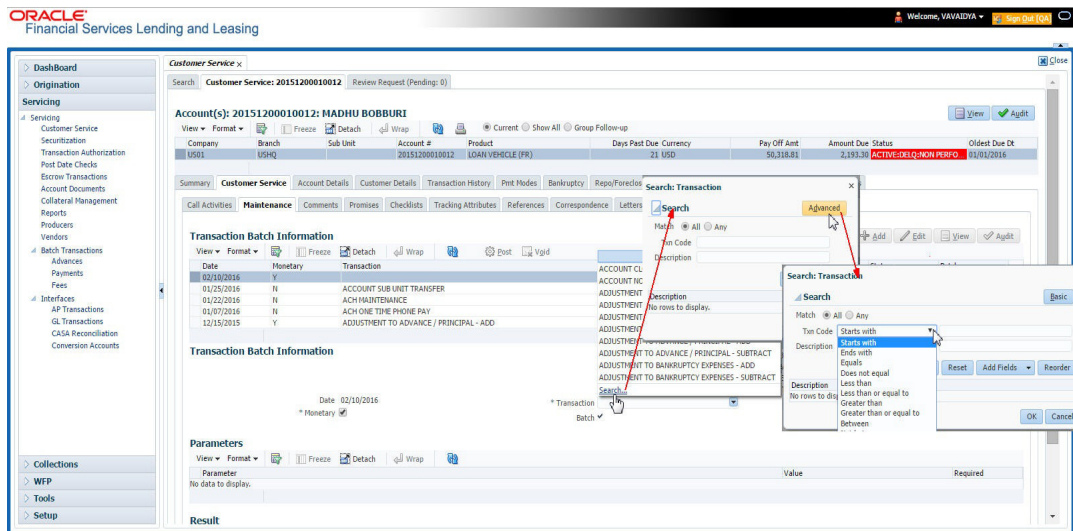 ORACLE'
Financial Services Lending and Leasing
Welcome, VAVAIDYA
Sign Out [QA]
DashBoard
Origination
Servicing
Servicing
Customer Service
Securitization
Transaction Authorization
Post Date Checks
Escrow Transactions
Account Documents
Collateral Management
Reports
Producers
Vendors
Batch Transactions
Advances
Payments
Fees
Interfaces
AP Transactions
GL Transactions
CASA Reconciliation
Conversion Accounts
Collections
WFP
Tools
Setup
Customer Service x
Close
Search Customer Service: 20151200010012 Review Request (Pending: 0)
Account(s): 20151200010012: MADHU BOBBURI
View Audit
View Format Freeze Detach Wrap Current Show All Group Follow-up
Company Branch Sub Unit Account # Product Days Past Due Currency Pay Off Amt Amount Due Status Oldest Due Dt
US01 USHQ 20151200010012 LOAN VEHICLE (FR) 21 USD 50,318.81 2,193.30 ACTIVE:DELQ:NON PERFO... 01/01/2016
Summary Customer Service Account Details Customer Details Transaction History Pmt Modes Bankruptcy Repo/Foreclos
Call Activities Maintenance Comments Promises Checklists Tracking Attributes References Correspondence Letters
Transaction Batch Information
Add Edit View Audit
View Format Freeze Detach Wrap Post Void
Date Monetary Transaction
02/10/2016 Y
01/25/2016 N ACCOUNT SUB UNIT TRANSFER
01/22/2016 N ACH MAINTENANCE
01/07/2016 N ACH ONE TIME PHONE PAY
12/15/2015 Y ADJUSTMENT TO ADVANCE / PRINCIPAL - ADD
ACCOUNT CL
ACCOUNT NC
ADJUSTMENT
ADJUSTMENT
ADJUSTMENT
ADJUSTMENT
ADJUSTMENT TO ADVANCE / PRINCIPAL - SUBTRACT
ADJUSTMENT TO BANKRUPTCY EXPENSES - ADD
ADJUSTMENT TO BANKRUPTCY EXPENSES - SUBTRACT
Search...
Search: Transaction x
Search
Advanced
Match All Any
Txn Code
Description
Description
No rows to display.
Search: Transaction
Search
Basic
Match All Any
Txn Code Starts with
Description
Starts with
Ends with
Equals
Does not equal
Less than
Less than or equal to
Greater than
Greater than or equal to
Between
Reset Add Fields Reorder
Description
No rows to disp
OK Cancel
Transaction Batch Information
Date 02/10/2016
* Monetary
* Transaction
Batch
Parameters
View Format Freeze Detach Wrap
Parameter Value Required
No data to display.
Result